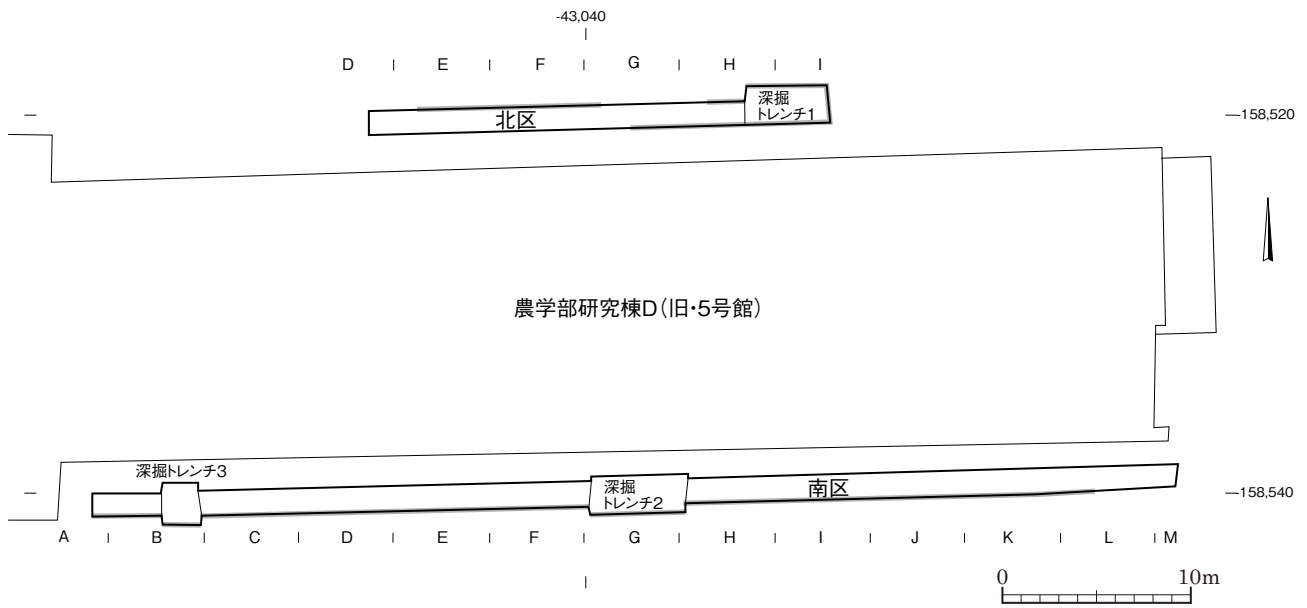 -43,040
D E F G H I
深掘
トレンチ1
北区
-158,520
農学部研究棟D(旧・5号館)
深掘トレンチ3
深掘
トレンチ2
南区
-158,540
A B C D E F G H I J K L M
0 10m